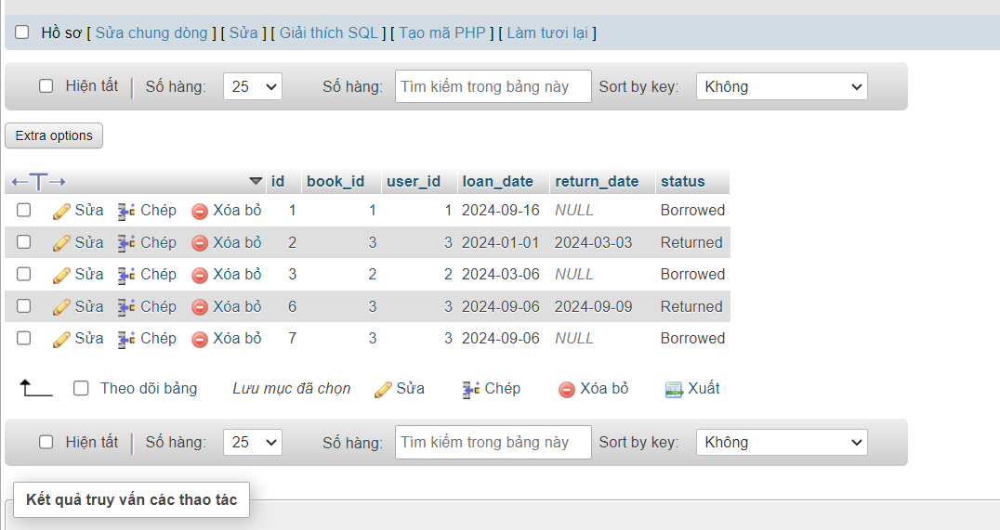 Hồ sơ [ Sửa chung dòng ] [ Sửa ] [ Giải thích SQL ] [ Tạo mã PHP ] [ Làm tươi lại ]
Hiện tất | Số hàng: 25 Số hàng: Tìm kiếm trong bảng này Sort by key: Không
Extra options
←T→ id book_id user_id loan_date return_date status
Sửa Chép Xóa bỏ 1 1 1 2024-09-16 NULL Borrowed
Sửa Chép Xóa bỏ 2 3 3 2024-01-01 2024-03-03 Returned
Sửa Chép Xóa bỏ 3 2 2 2024-03-06 NULL Borrowed
Sửa Chép Xóa bỏ 6 3 3 2024-09-06 2024-09-09 Returned
Sửa Chép Xóa bỏ 7 3 3 2024-09-06 NULL Borrowed
Theo dõi bảng Lưu mục đã chọn Sửa Chép Xóa bỏ Xuất
Hiện tất | Số hàng: 25 Số hàng: Tìm kiếm trong bảng này Sort by key: Không
Kết quả truy vấn các thao tác